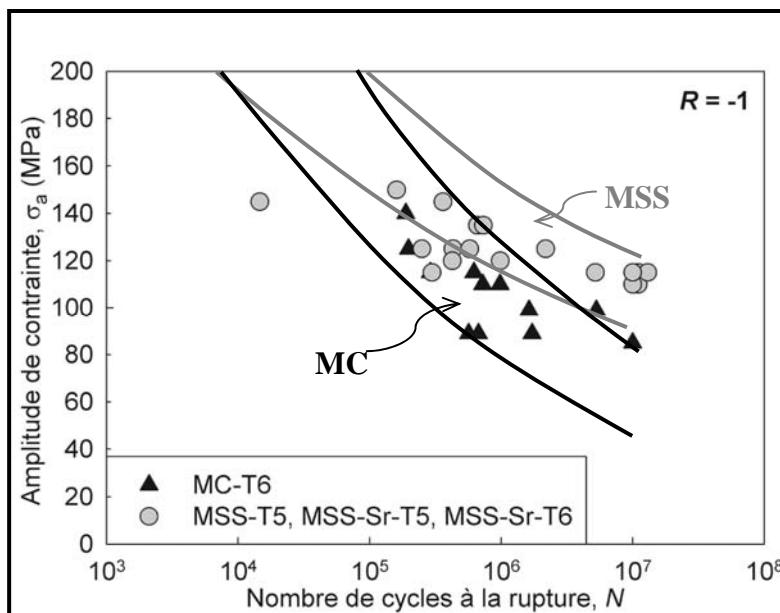 200
180
160
140
120
100
80
60
40
20
0
Amplitude de contrainte, σa (MPa)
R = -1
MSS
MC
MC-T6
MSS-T5, MSS-Sr-T5, MSS-Sr-T6
10³ 10⁴ 10⁵ 10⁶ 10⁷ 10⁸
Nombre de cycles à la rupture, N